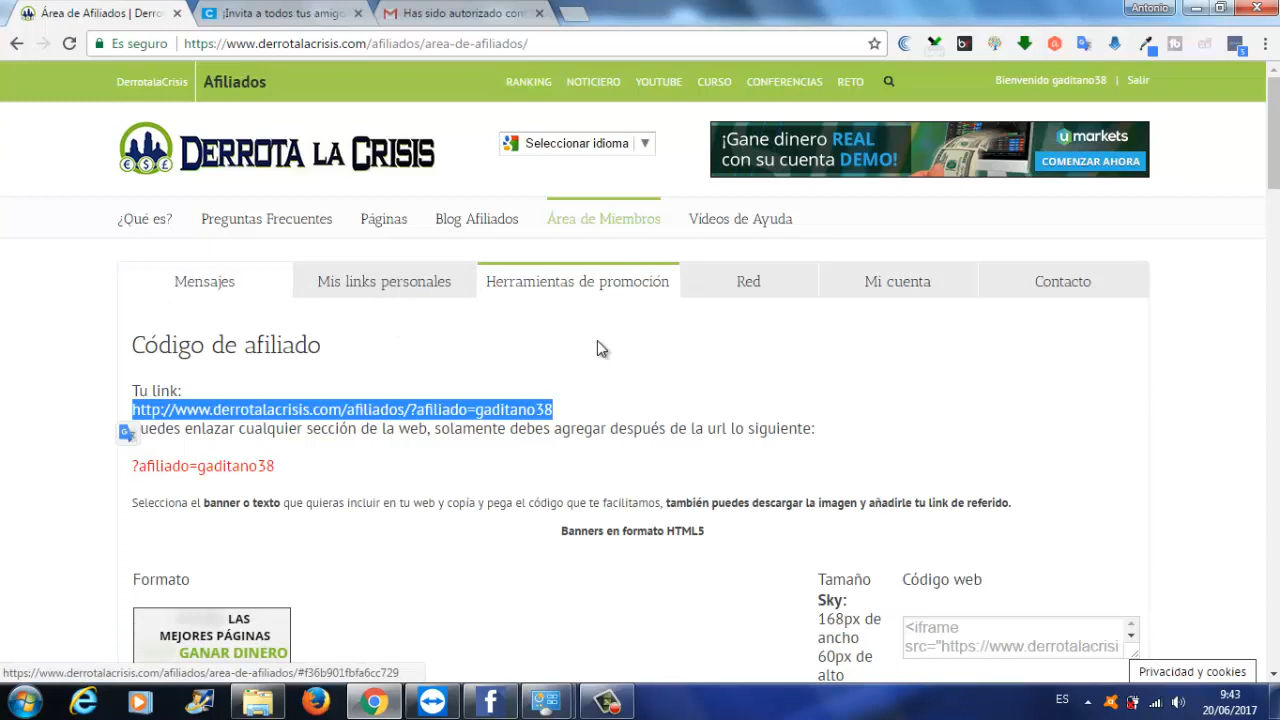 Área de Afiliados | Derro
¡Invita a todos tus amigo
Has sido autorizado con
Antonio
Es seguro
https://www.derrotalacrisis.com/afiliados/area-de-afiliados/
DerrotalaCrisis
Afiliados
RANKING
NOTICIERO
YOUTUBE
CURSO
CONFERENCIAS
RETO
Bienvenido gaditano38 | Salir
DERROTA LA CRISIS
Seleccionar idioma
¡Gane dinero REAL
con su cuenta DEMO!
umarkets
COMENZAR AHORA
¿Qué es?
Preguntas Frecuentes
Páginas
Blog Afiliados
Área de Miembros
Vídeos de Ayuda
Mensajes
Mis links personales
Herramientas de promoción
Red
Mi cuenta
Contacto
Código de afiliado
Tu link:
http://www.derrotalacrisis.com/afiliados/?afiliado=gaditano38
uedes enlazar cualquier sección de la web, solamente debes agregar después de la url lo siguiente:
?afiliado=gaditano38
Selecciona el banner o texto que quieras incluir en tu web y copía y pega el código que te facilitamos, también puedes descargar la imagen y añadirle tu link de referido.
Banners en formato HTML5
Formato
Tamaño
Código web
LAS
MEJORES PÁGINAS
GANAR DINERO
Sky:
168px de
ancho
60px de
alto
<iframe
src="https://www.derrotalacrisi
https://www.derrotalacrisis.com/afiliados/area-de-afiliados/#f36b901fbfa6cc729
Privacidad y cookies
ES
9:43
20/06/2017